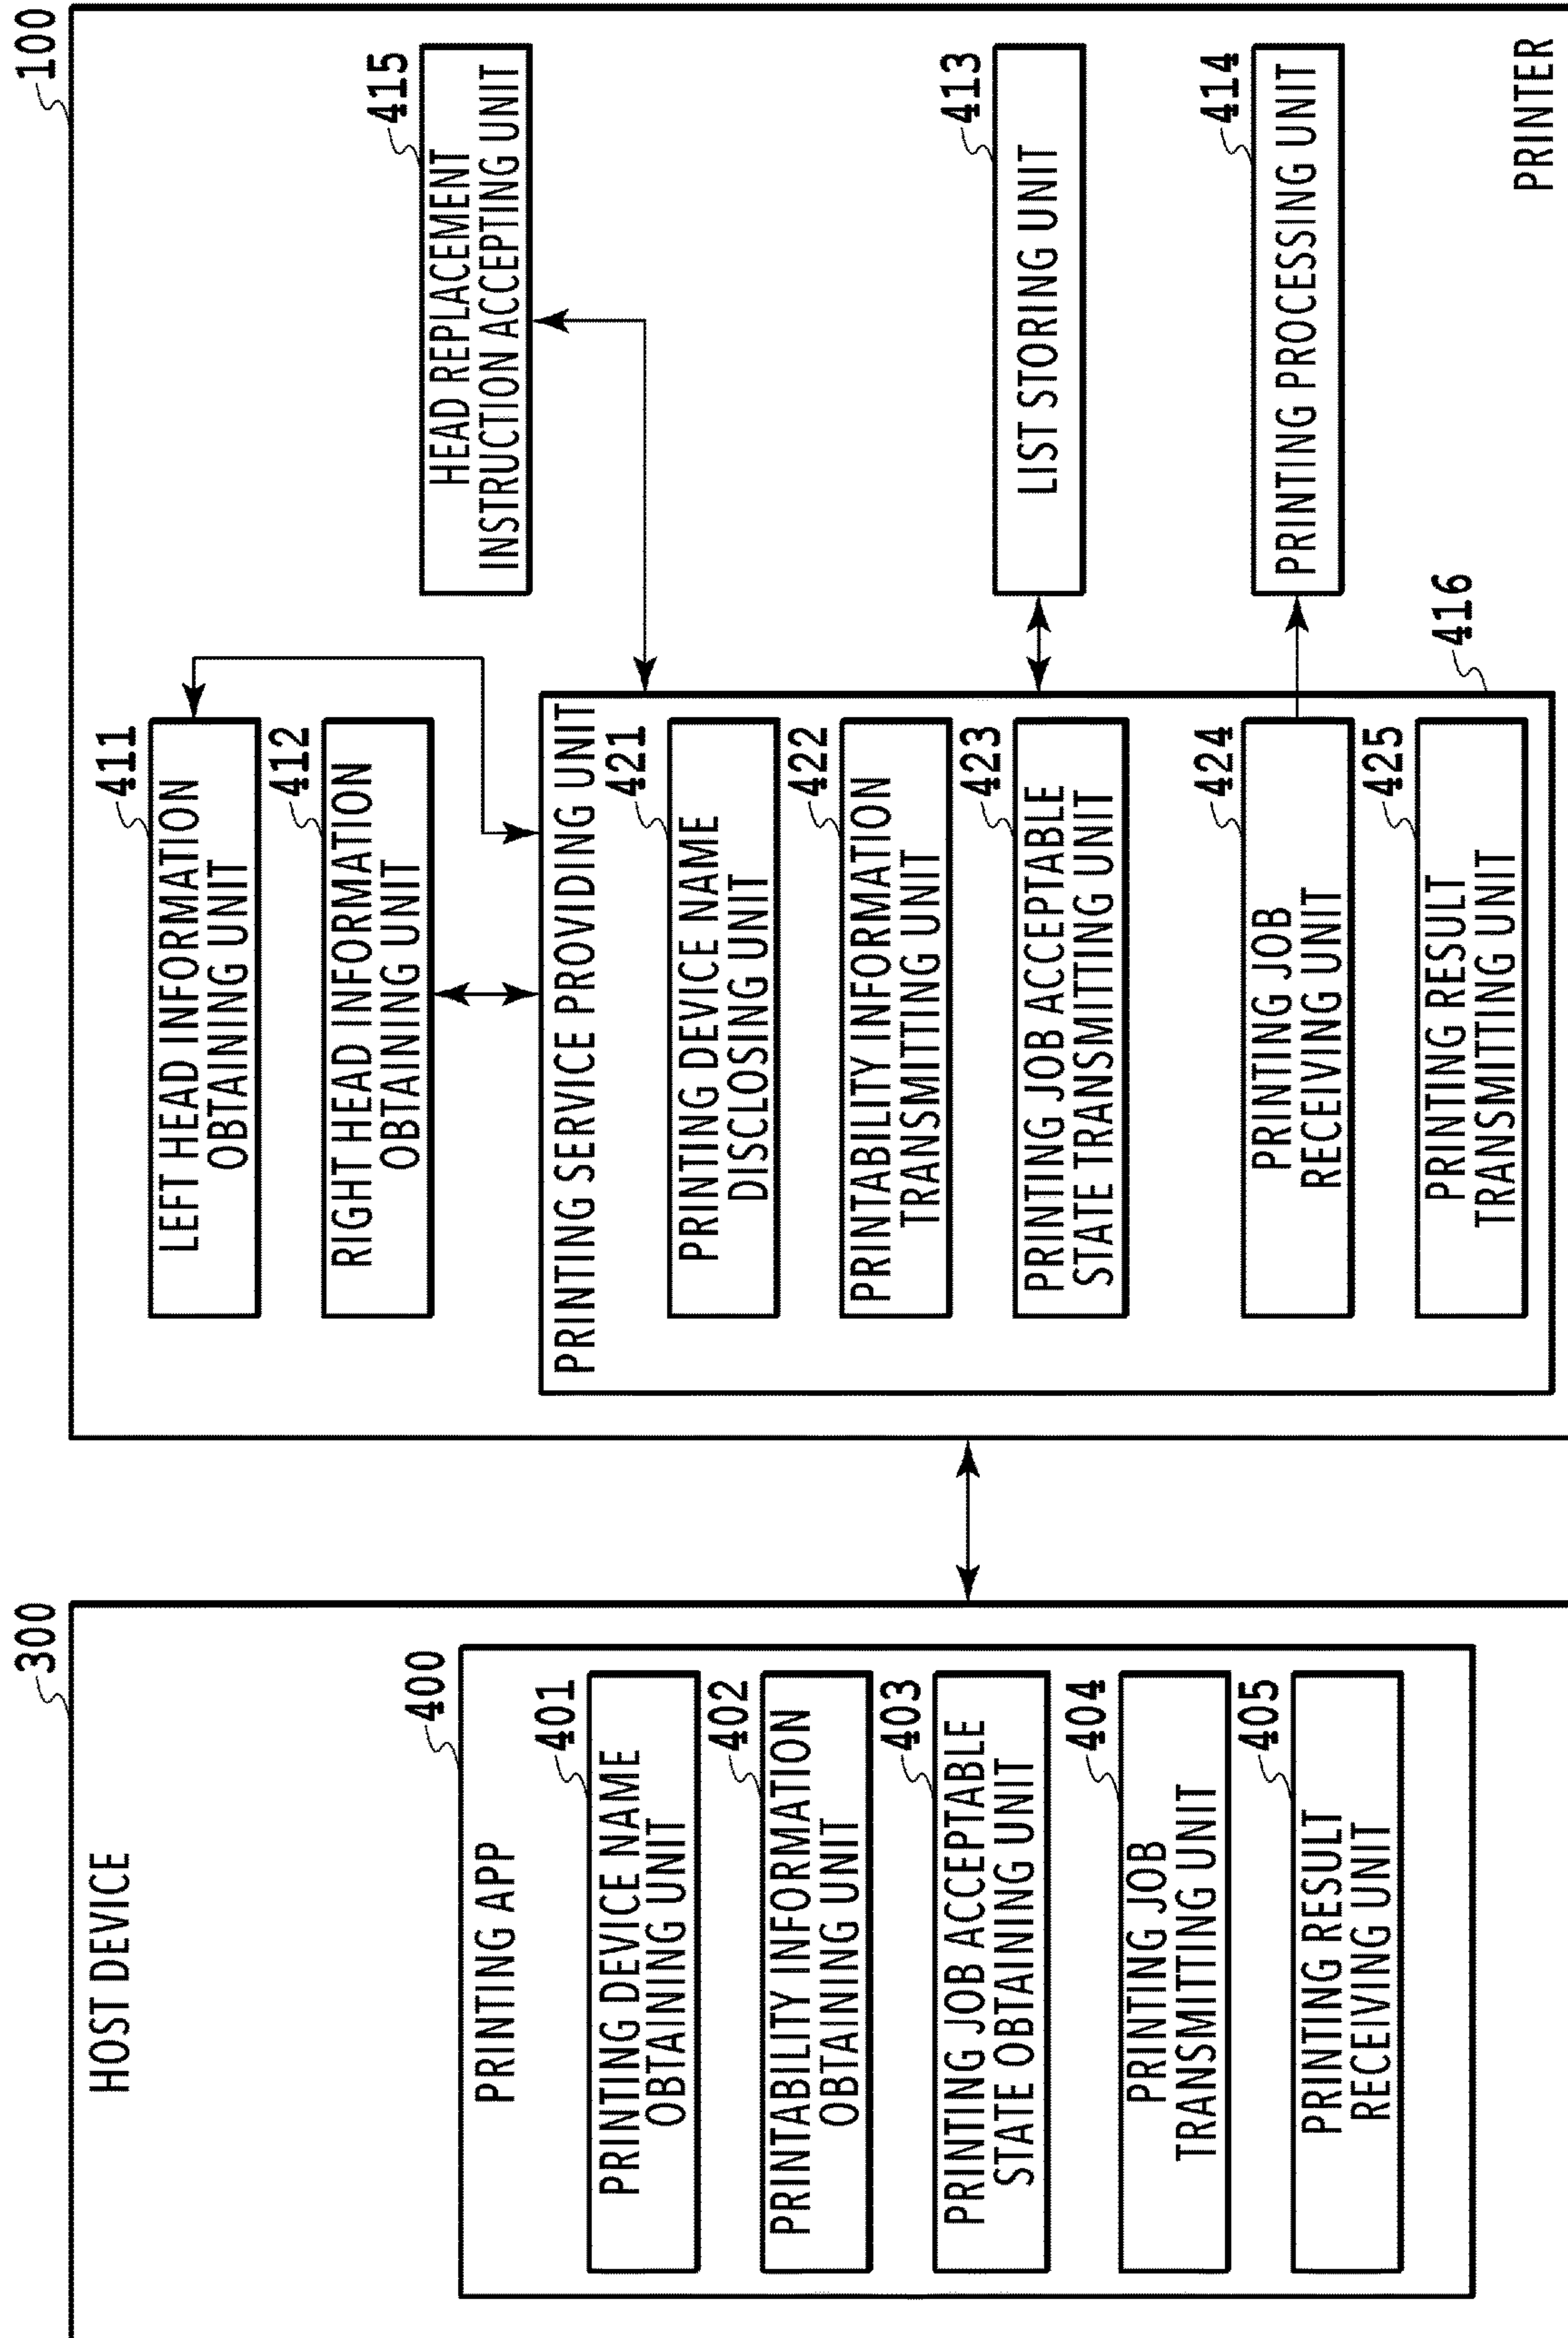 300
HOST DEVICE
400
PRINTING APP
401
PRINTING DEVICE NAME
OBTAINING UNIT
402
PRINTABILITY INFORMATION
OBTAINING UNIT
403
PRINTING JOB ACCEPTABLE
STATE OBTAINING UNIT
404
PRINTING JOB
TRANSMITTING UNIT
405
PRINTING RESULT
RECEIVING UNIT
100
411
LEFT HEAD INFORMATION
OBTAINING UNIT
412
RIGHT HEAD INFORMATION
OBTAINING UNIT
415
HEAD REPLACEMENT
INSTRUCTION ACCEPTING UNIT
PRINTING SERVICE PROVIDING UNIT
421
PRINTING DEVICE NAME
DISCLOSING UNIT
422
PRINTABILITY INFORMATION
TRANSMITTING UNIT
423
PRINTING JOB ACCEPTABLE
STATE TRANSMITTING UNIT
413
LIST STORING UNIT
424
PRINTING JOB
RECEIVING UNIT
414
PRINTING PROCESSING UNIT
425
PRINTING RESULT
TRANSMITTING UNIT
416
PRINTER